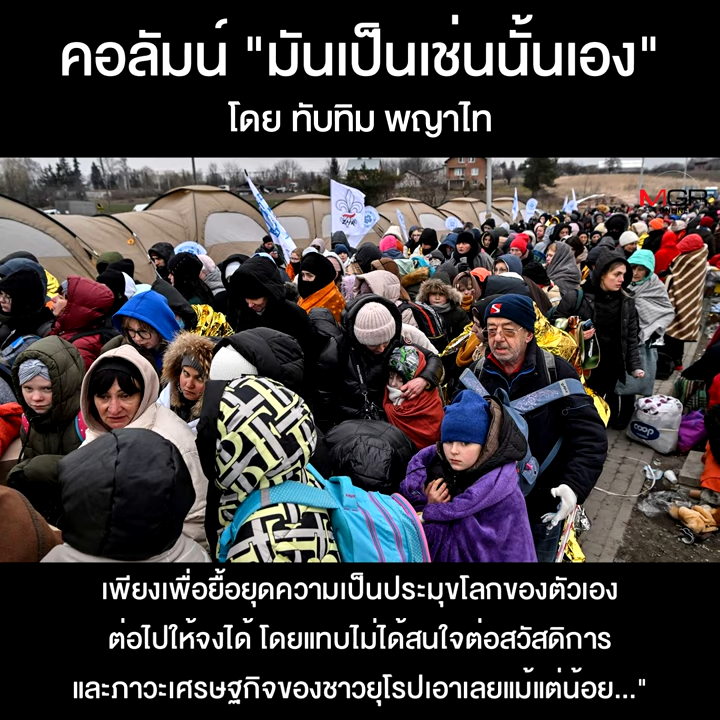 คอลัมน์ "มันเป็นเช่นนั้นเอง"
โดย ทับทิม พญาไท
MGR
S
coop
เพียงเพื่อยื้อยุดความเป็นประมุขโลกของตัวเอง
ต่อไปให้จงได้ โดยแทบไม่ได้สนใจต่อสวัสดิการ
และภาวะเศรษฐกิจของชาวยุโรปเอาเลยแม้แต่น้อย..."